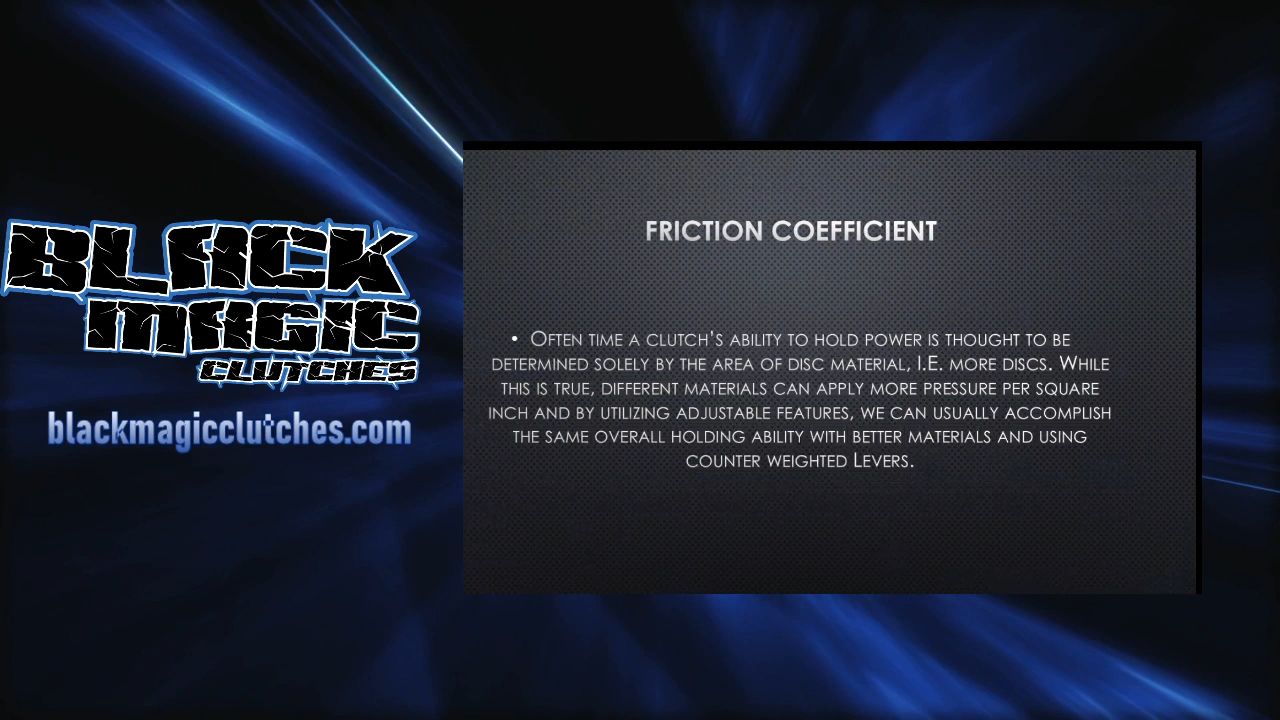 BLACK
MAGIC
CLUTCHES
blackmagicclutches.com
FRICTION COEFFICIENT
• OFTEN TIME A CLUTCH'S ABILITY TO HOLD POWER IS THOUGHT TO BE
DETERMINED SOLELY BY THE AREA OF DISC MATERIAL, I.E. MORE DISCS. WHILE
THIS IS TRUE, DIFFERENT MATERIALS CAN APPLY MORE PRESSURE PER SQUARE
INCH AND BY UTILIZING ADJUSTABLE FEATURES, WE CAN USUALLY ACCOMPLISH
THE SAME OVERALL HOLDING ABILITY WITH BETTER MATERIALS AND USING
COUNTER WEIGHTED LEVERS.